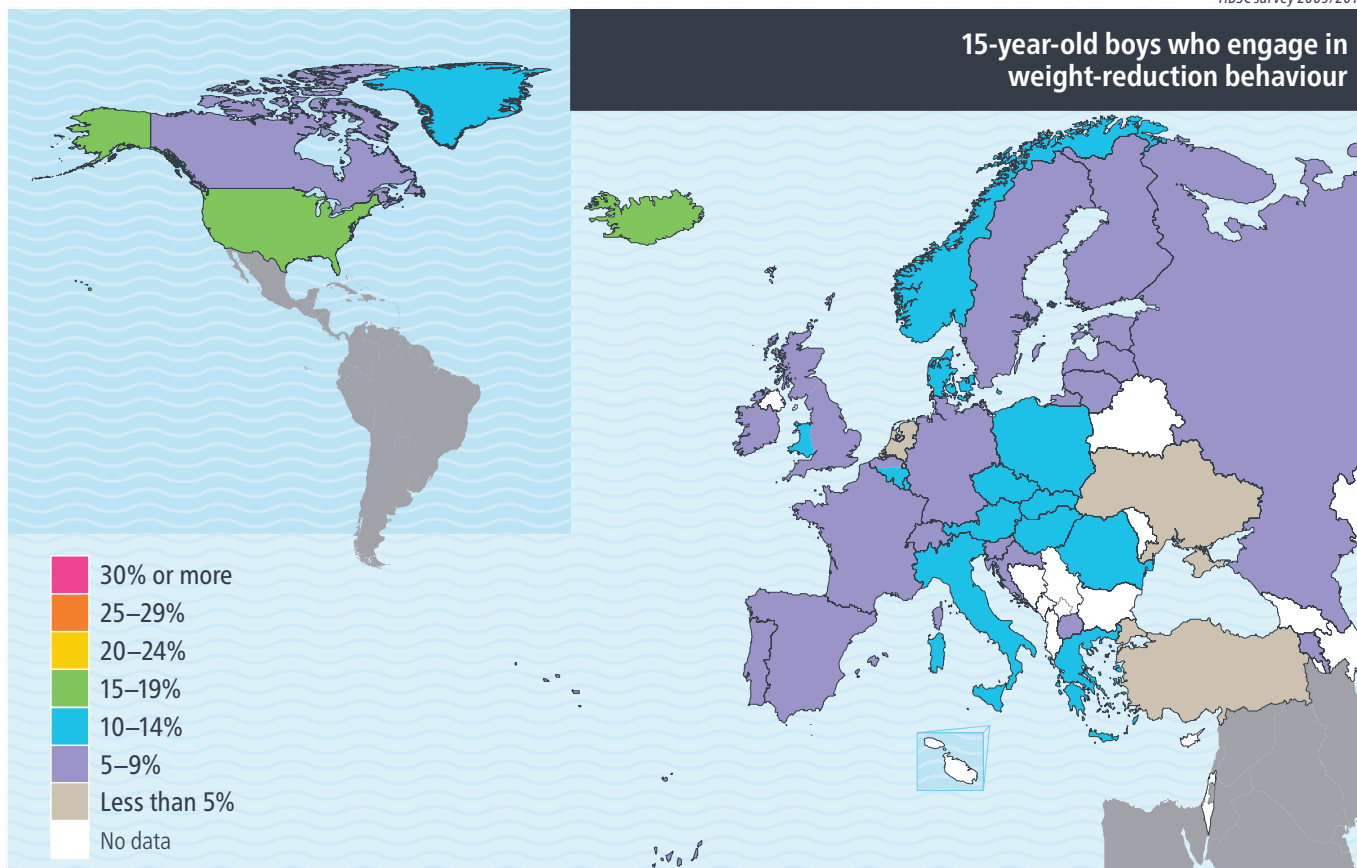 15-year-old boys who engage in
weight-reduction behaviour
30% or more
25–29%
20–24%
15–19%
10–14%
5–9%
Less than 5%
No data